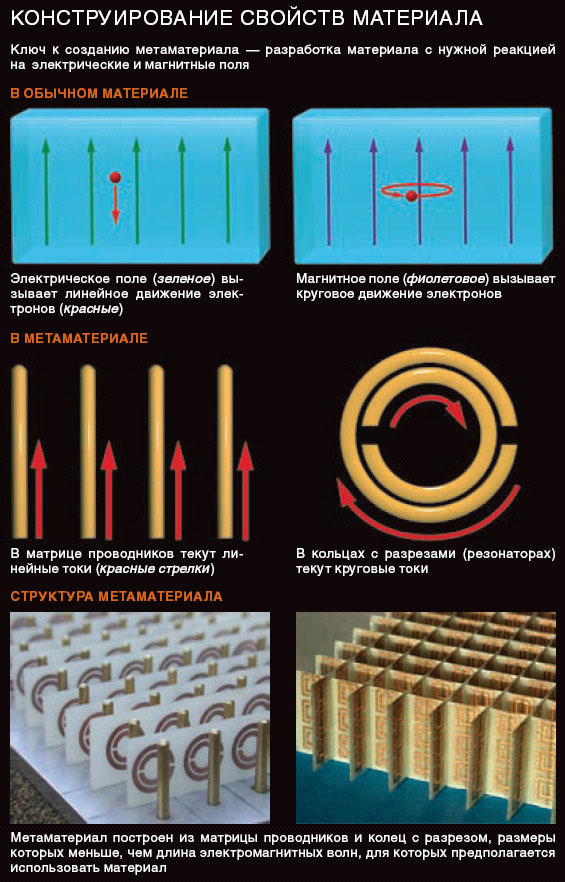 КОНСТРУИРОВАНИЕ СВОЙСТВ МАТЕРИАЛА
Ключ к созданию метаматериала — разработка материала с нужной реакцией
на электрические и магнитные поля
В ОБЫЧНОМ МАТЕРИАЛЕ
Электрическое поле (зеленое) вы-
зывает линейное движение элек-
тронов (красные)
Магнитное поле (фиолетовое) вызывает
круговое движение электронов
В МЕТАМАТЕРИАЛЕ
В матрице проводников текут ли-
нейные токи (красные стрелки)
В кольцах с разрезами (резонаторах)
текут круговые токи
СТРУКТУРА МЕТАМАТЕРИАЛА
Метаматериал построен из матрицы проводников и колец с разрезом, размеры
которых меньше, чем длина электромагнитных волн, для которых предполагается
использовать материал